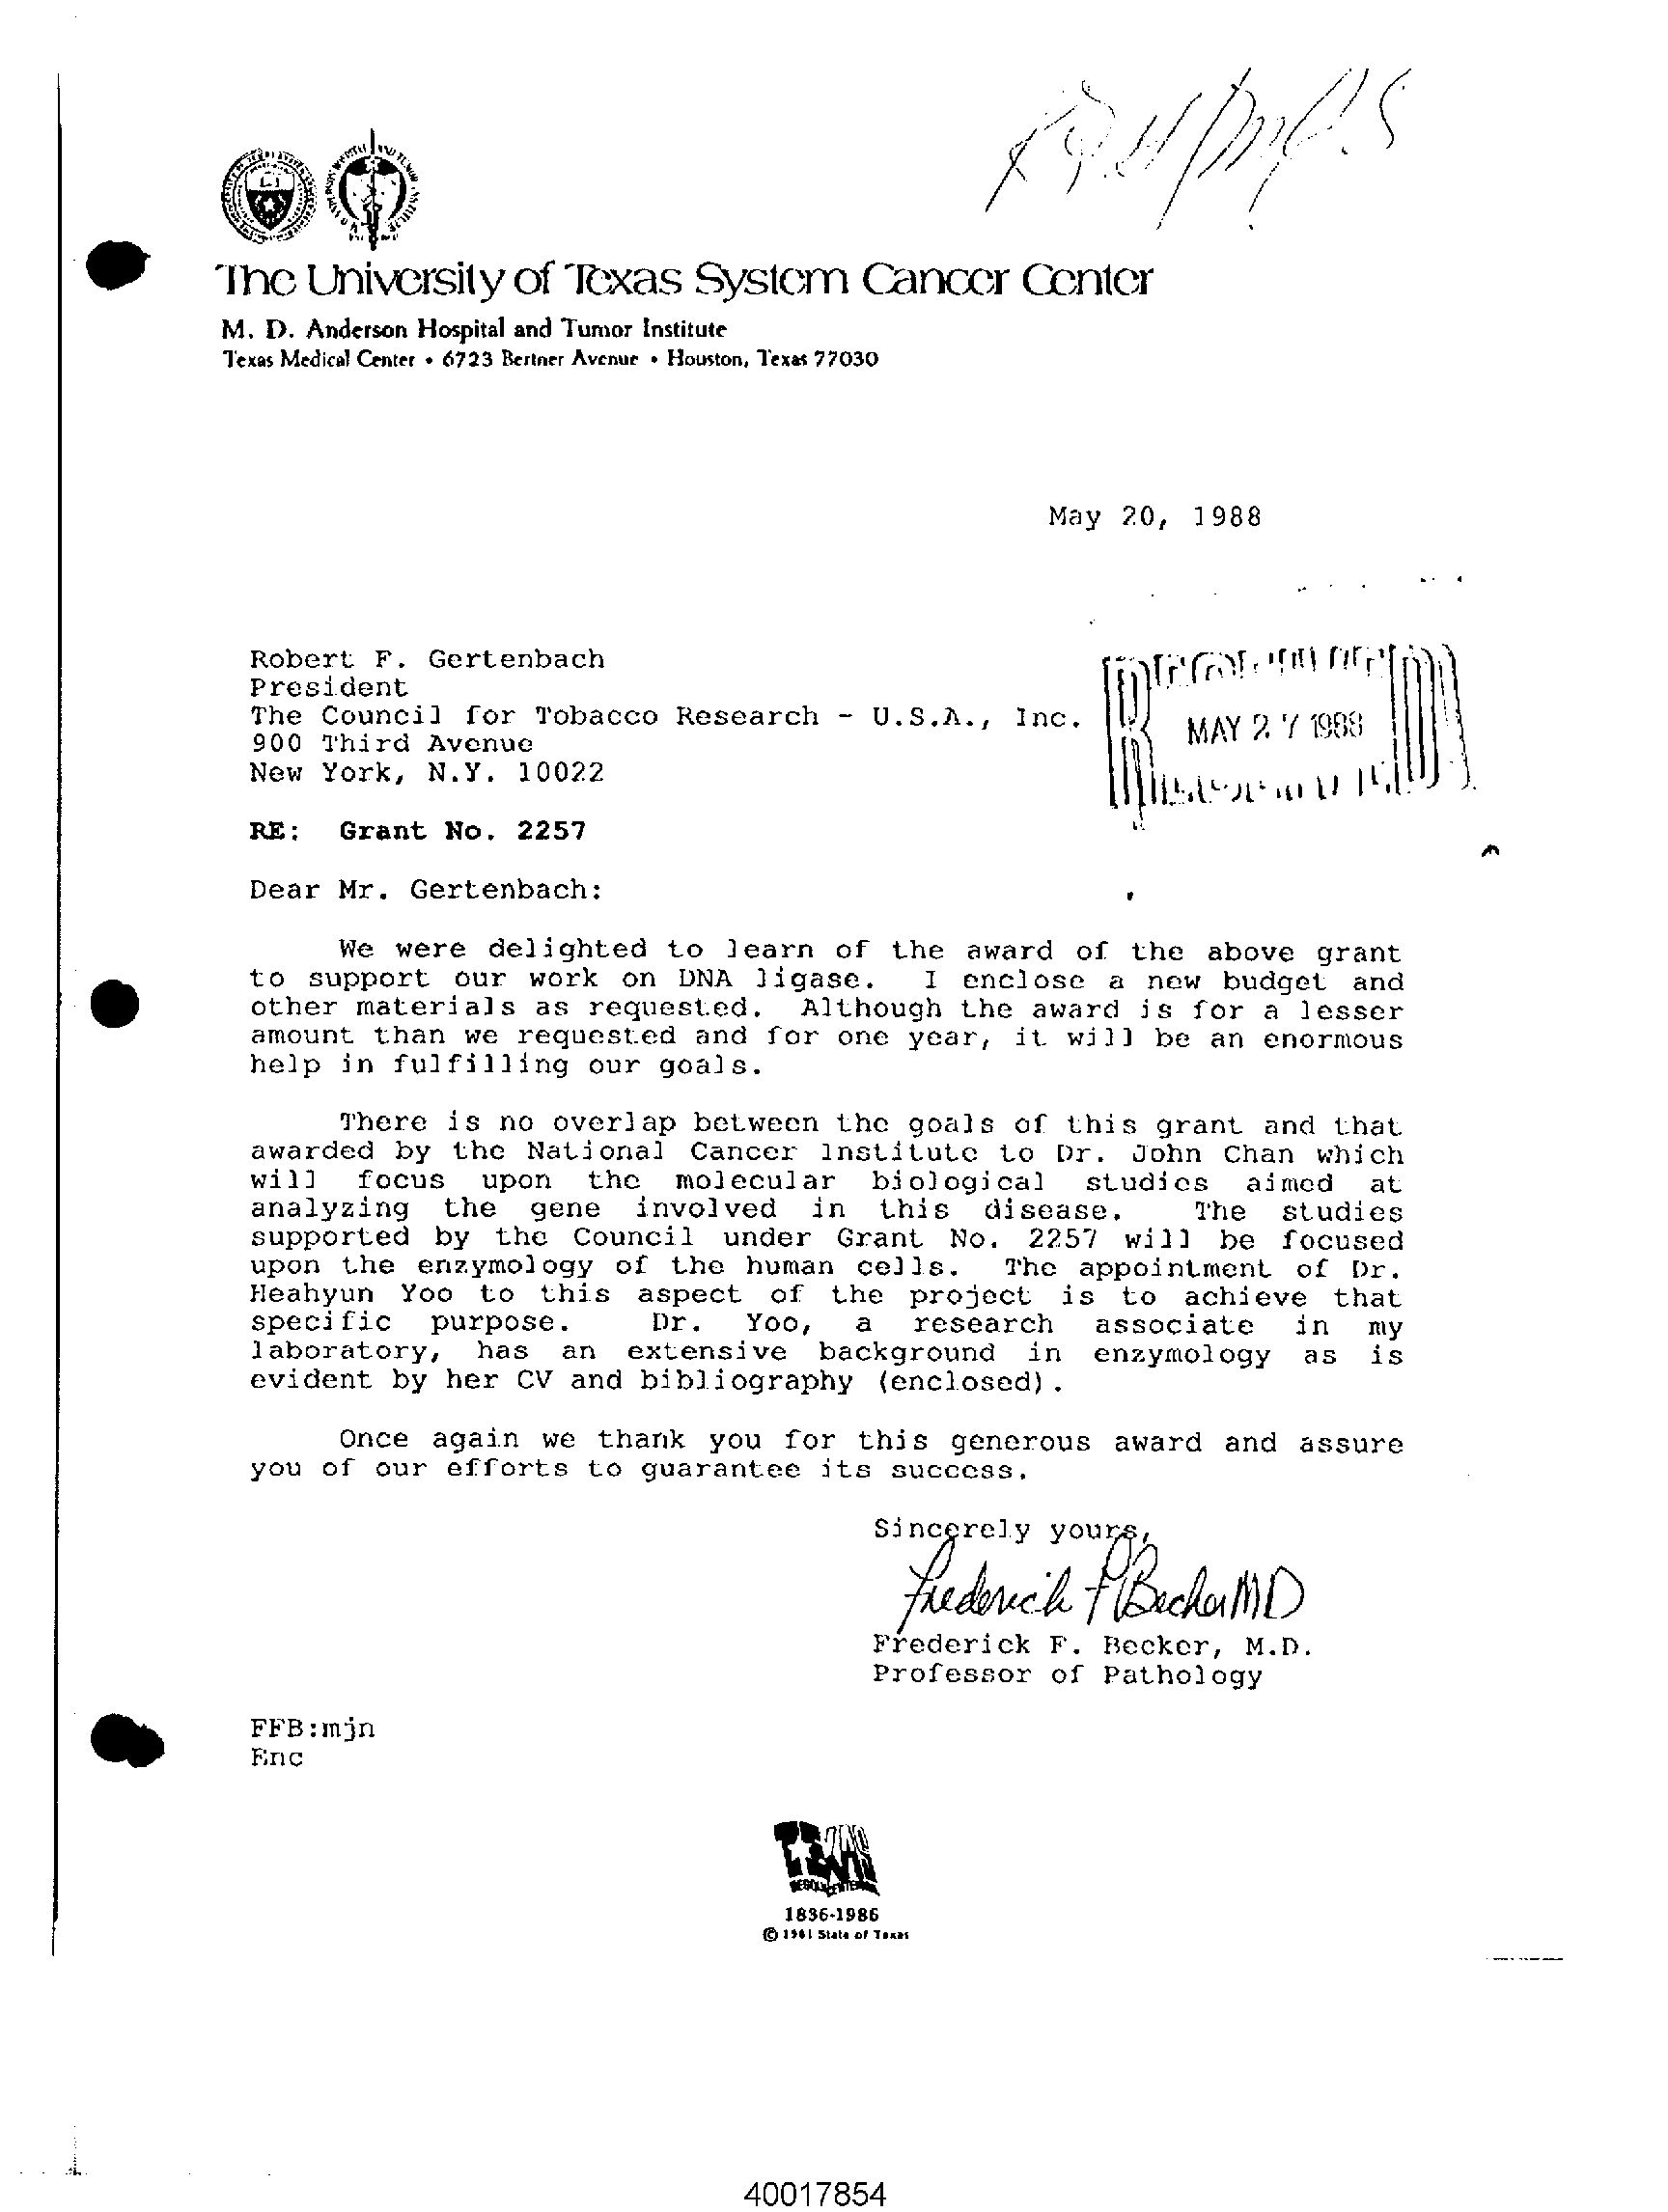 The University of Texas System Cancer Center
M. D. Anderson Hospital and Tumor Institute
Texas Medical Center • 6723 Bertner Avenue • Houston, Texas 77030
May 20, 1988
Robert F. Gertenbach
President
The Council for Tobacco Research - U.S.A., Inc.
900 Third Avenue
New York, N.Y. 10022
MAY 27 1988
RE: Grant No. 2257
Dear Mr. Gertenbach:
We were delighted to learn of the award of the above grant
to support our work on DNA ligase. I enclose a new budget and
other materials as requested. Although the award is for a lesser
amount than we requested and for one year, it will be an enormous
help in fulfilling our goals.
There is no overlap between the goals of this grant and that
awarded by the National Cancer Institute to Dr. John Chan which
will focus upon the molecular biological studies aimed at
analyzing the gene involved in this disease. The studies
supported by the Council under Grant No. 2257 will be focused
upon the enzymology of the human cells. The appointment of Dr.
Heahyun Yoo to this aspect of the project is to achieve that
specific purpose. Dr. Yoo, a research associate in my
laboratory, has an extensive background in enzymology as is
evident by her CV and bibliography (enclosed).
Once again we thank you for this generous award and assure
you of our efforts to guarantee its success.
Sincerely yours,
Frederick F Becker MD
Frederick F. Becker, M.D.
Professor of Pathology
FFB:mjn
Enc
TEXAS
1836-1986
© 1981 State of Texas
40017854